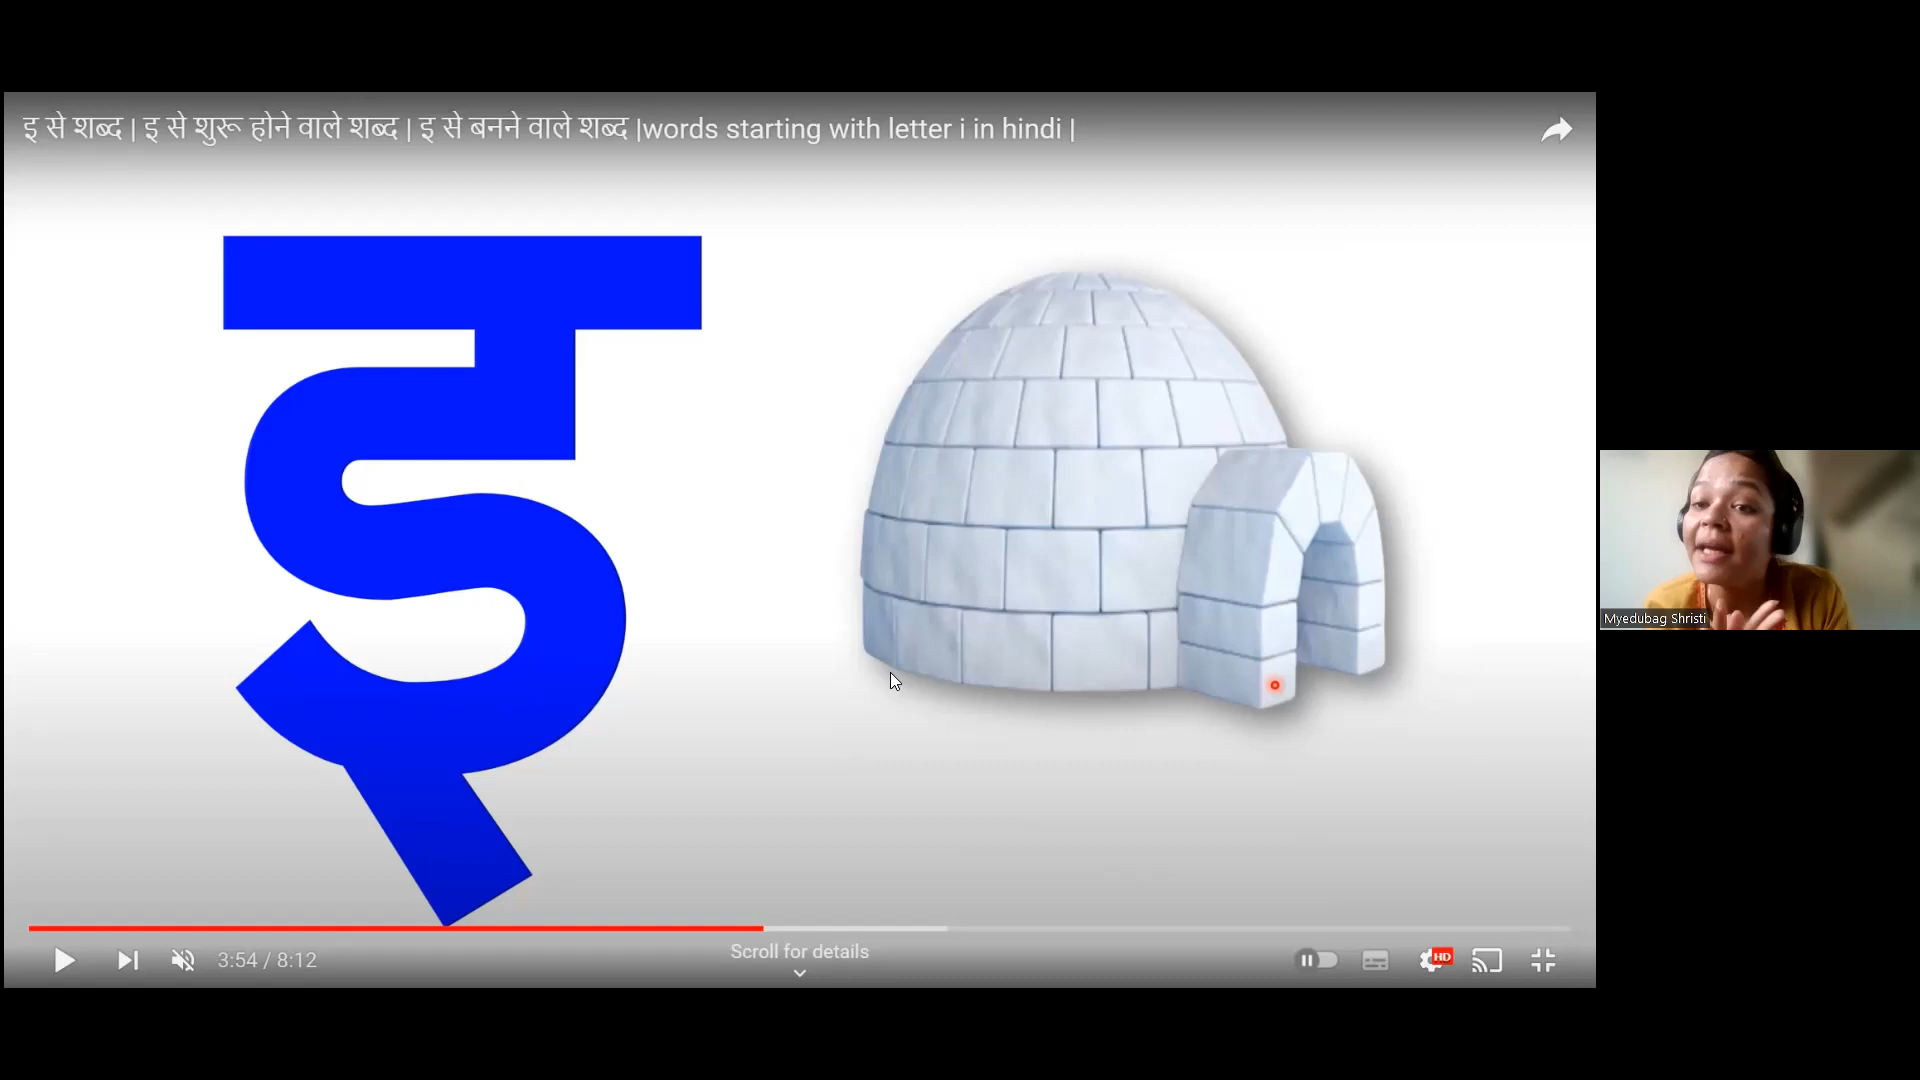 इ से शब्द | इ से शुरू होने वाले शब्द | इ से बनने वाले शब्द |words starting with letter i in hindi |
इ
Myedubag Shristi
3:54 / 8:12
Scroll for details
HD